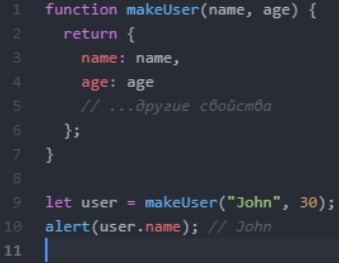 1 function makeUser(name, age) {
2   return {
3     name: name,
4     age: age
5     // ...другие свойства
6   };
7 }
8
9 let user = makeUser("John", 30);
10 alert(user.name); // John
11